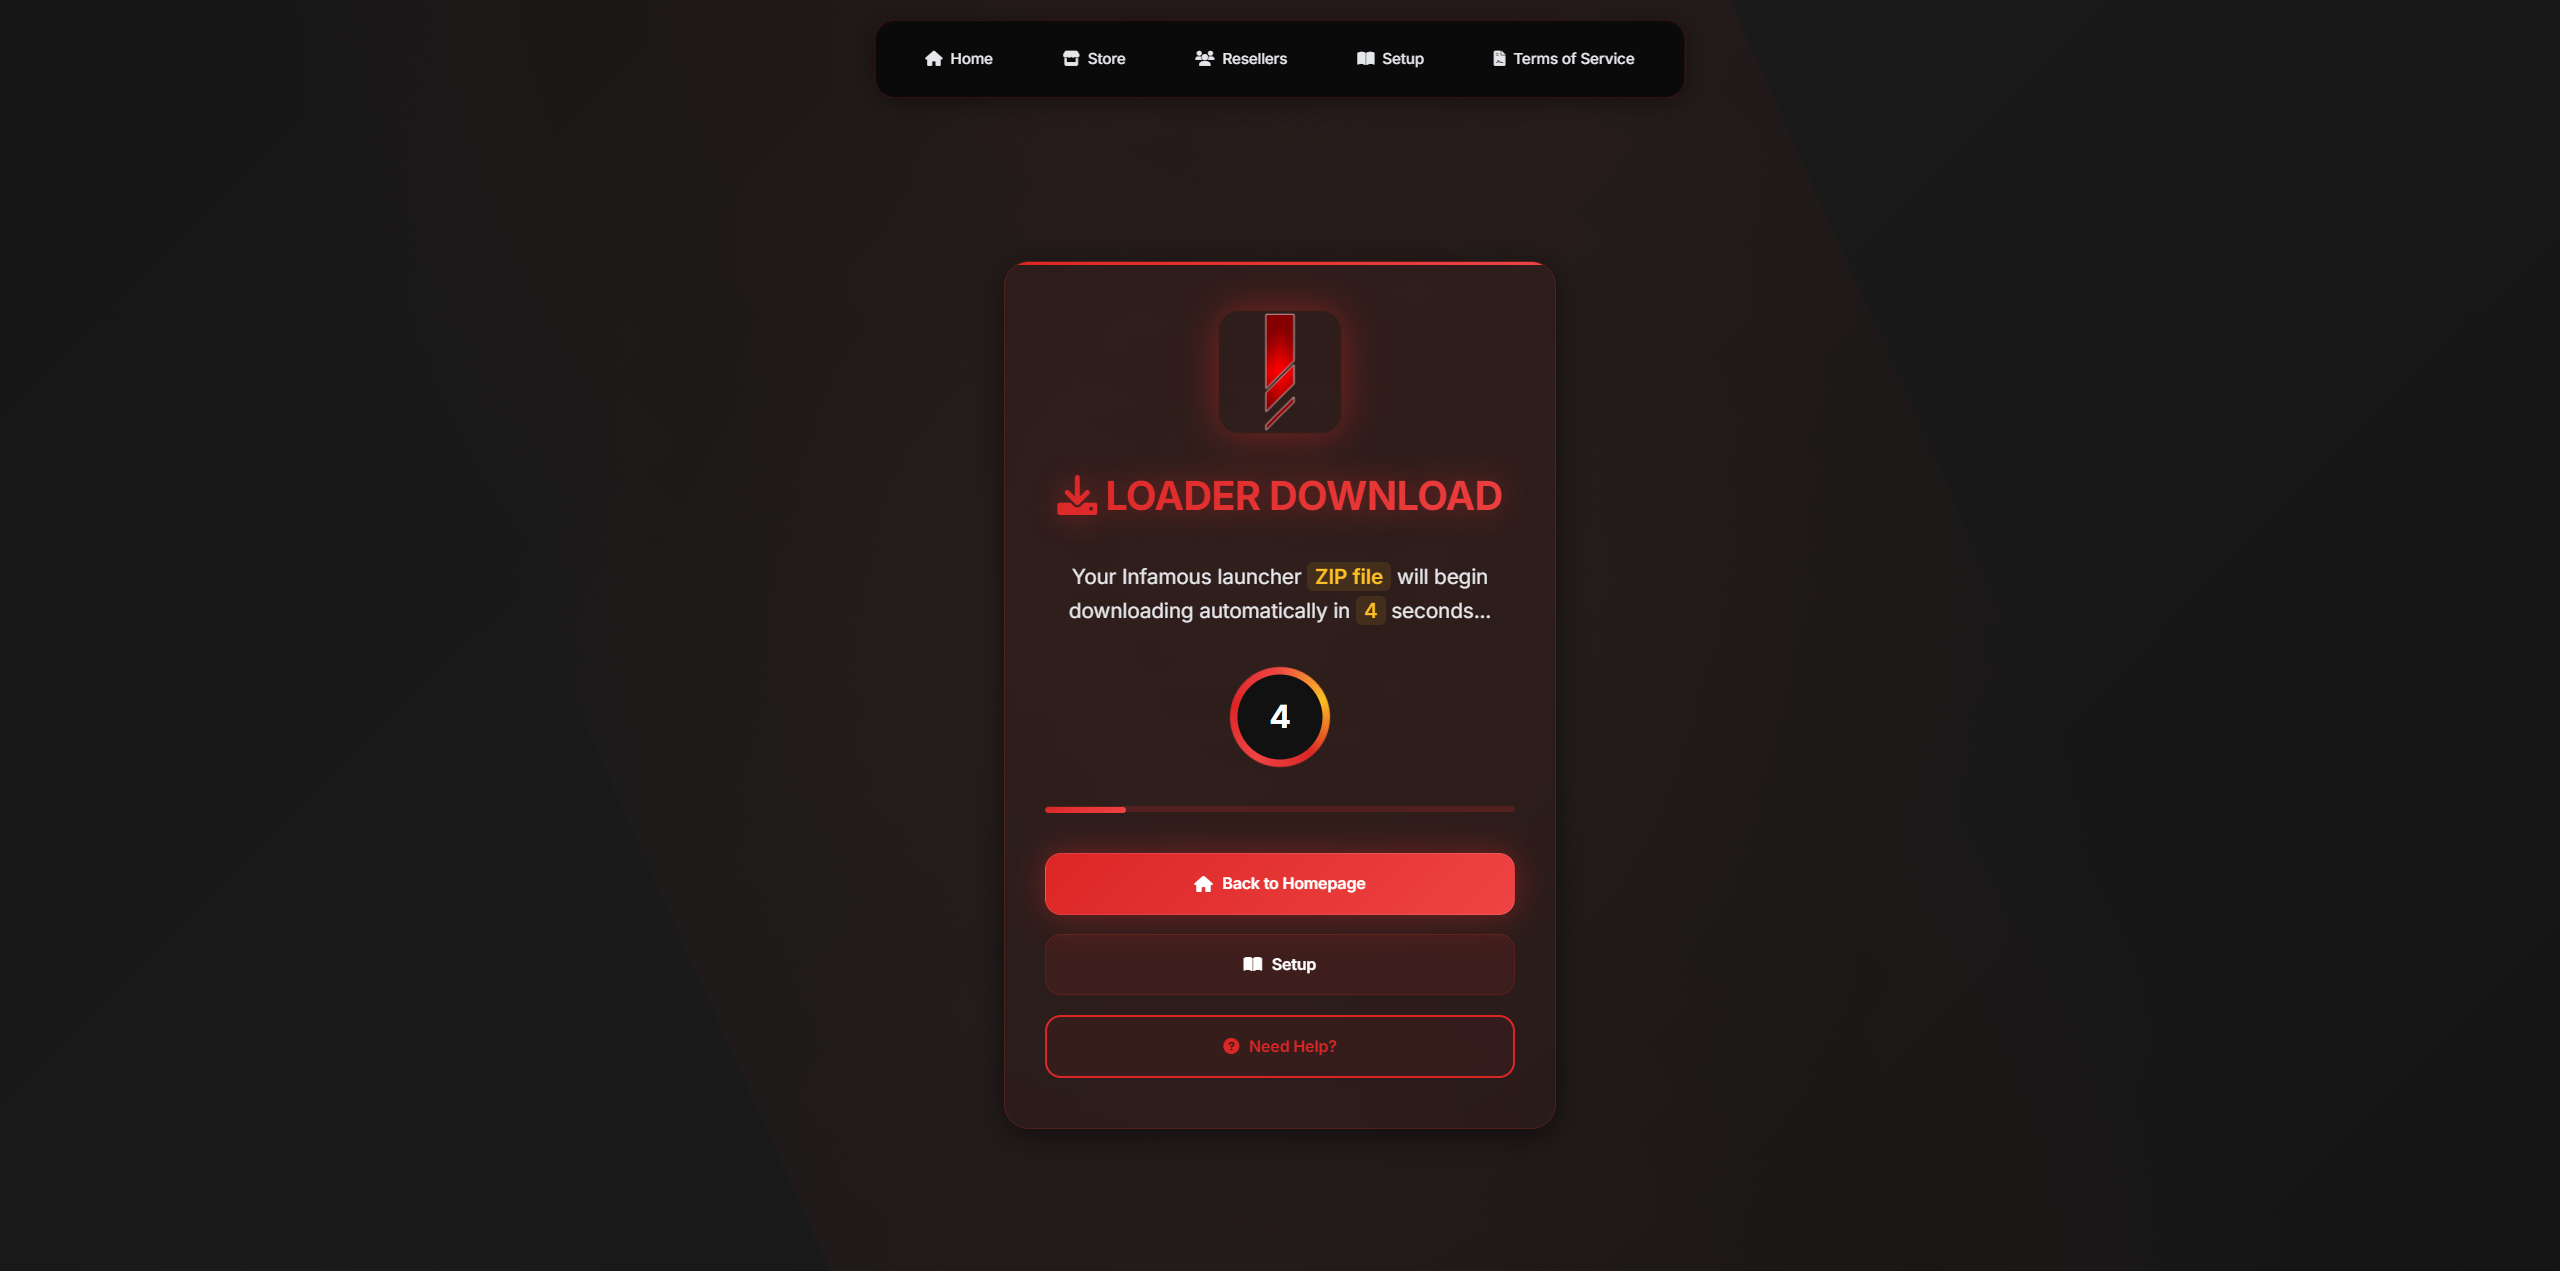 Home Store Resellers Setup Terms of Service
LOADER DOWNLOAD
Your Infamous launcher ZIP file will begin
downloading automatically in 4 seconds...
4
Back to Homepage
Setup
Need Help?